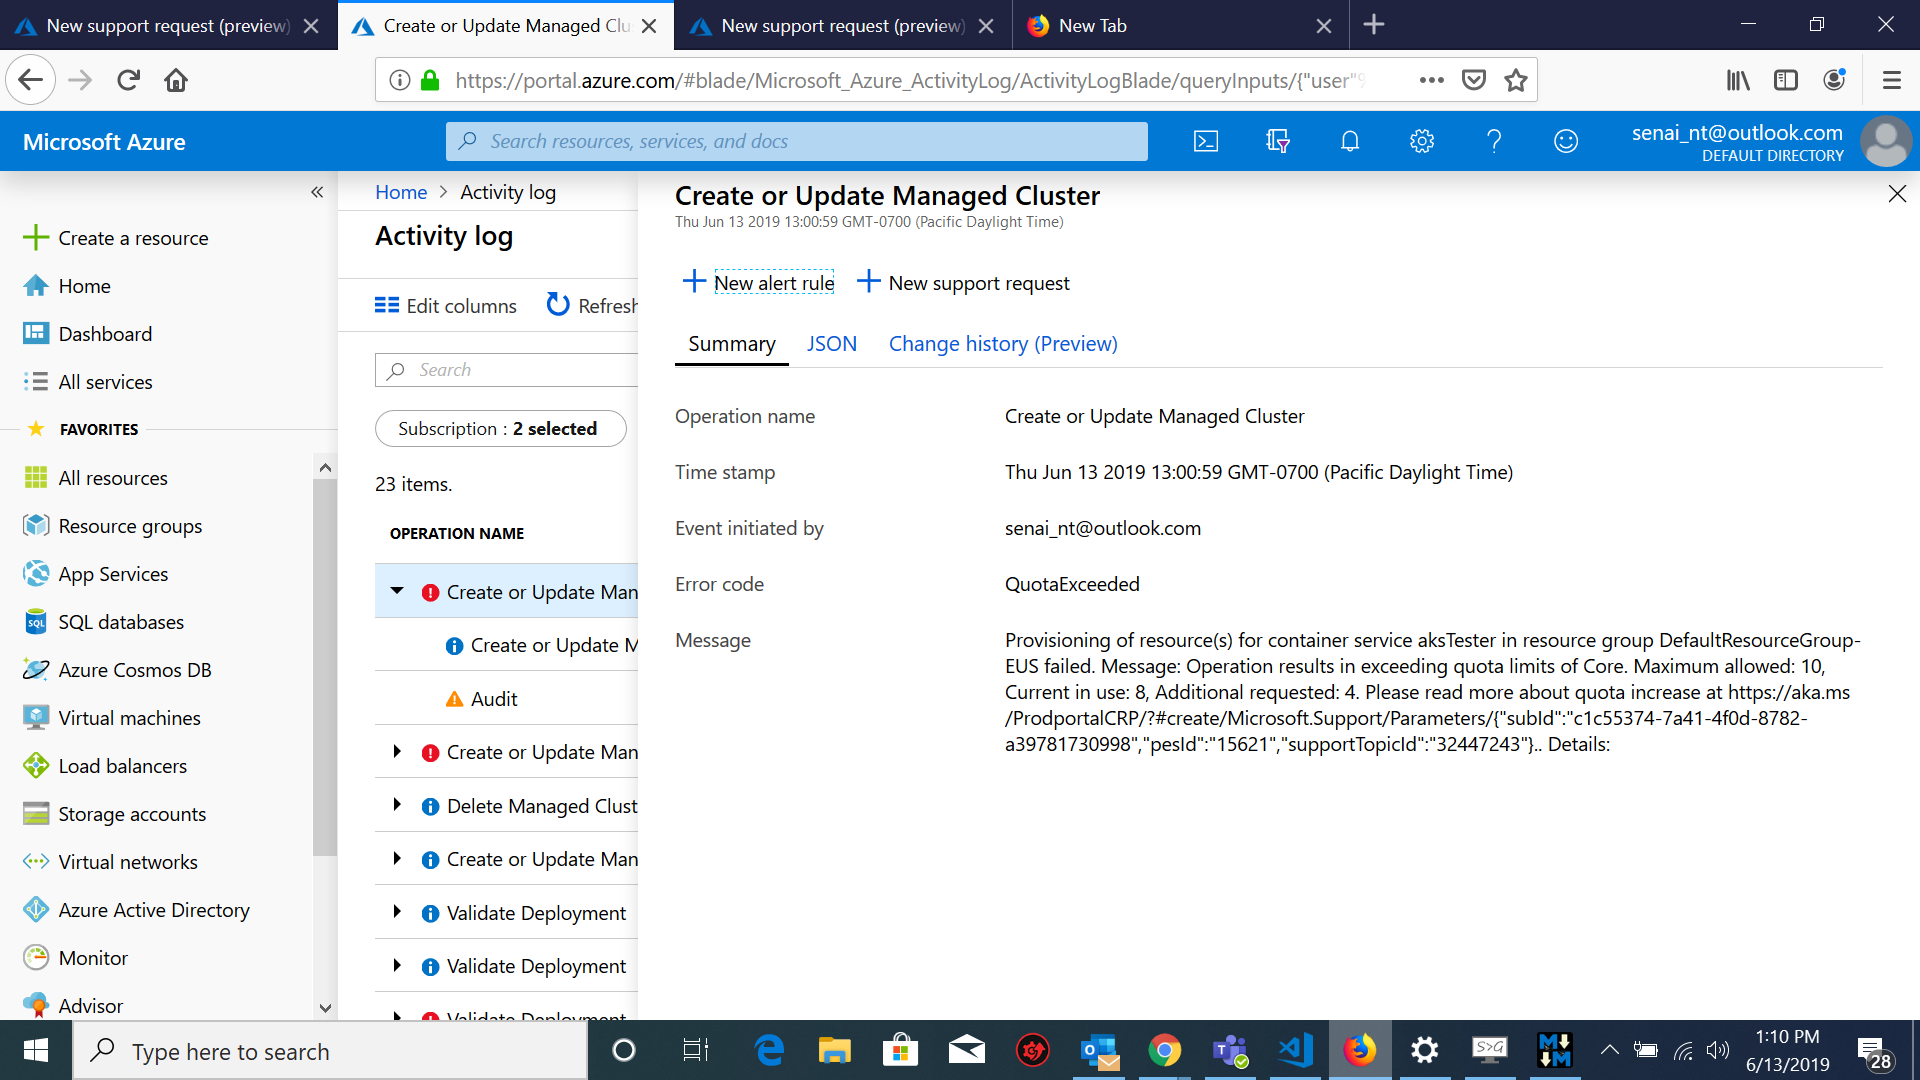 New support request (preview)
Create or Update Managed Clu
New support request (preview)
New Tab
https://portal.azure.com/#blade/Microsoft_Azure_ActivityLog/ActivityLogBlade/queryInputs/{"user"
Microsoft Azure
Search resources, services, and docs
senai_nt@outlook.com
DEFAULT DIRECTORY
Create a resource
Home
Dashboard
All services
FAVORITES
All resources
Resource groups
App Services
SQL
SQL databases
Azure Cosmos DB
Virtual machines
Load balancers
Storage accounts
Virtual networks
Azure Active Directory
Monitor
Advisor
Home > Activity log
Activity log
Edit columns
Refresh
Search
Subscription : 2 selected
23 items.
OPERATION NAME
Create or Update Man
Create or Update M
Audit
Create or Update Man
Delete Managed Clust
Create or Update Man
Validate Deployment
Validate Deployment
Validate Deployment
Create or Update Managed Cluster
Thu Jun 13 2019 13:00:59 GMT-0700 (Pacific Daylight Time)
New alert rule
New support request
Summary
JSON
Change history (Preview)
Operation name
Create or Update Managed Cluster
Time stamp
Thu Jun 13 2019 13:00:59 GMT-0700 (Pacific Daylight Time)
Event initiated by
senai_nt@outlook.com
Error code
QuotaExceeded
Message
Provisioning of resource(s) for container service aksTester in resource group DefaultResourceGroup-
EUS failed. Message: Operation results in exceeding quota limits of Core. Maximum allowed: 10,
Current in use: 8, Additional requested: 4. Please read more about quota increase at https://aka.ms
/ProdportalCRP/?#create/Microsoft.Support/Parameters/{"subId":"c1c55374-7a41-4f0d-8782-
a39781730998","pesId":"15621","supportTopicId":"32447243"}.. Details:
Type here to search
S>G
M M
1:10 PM
6/13/2019
28